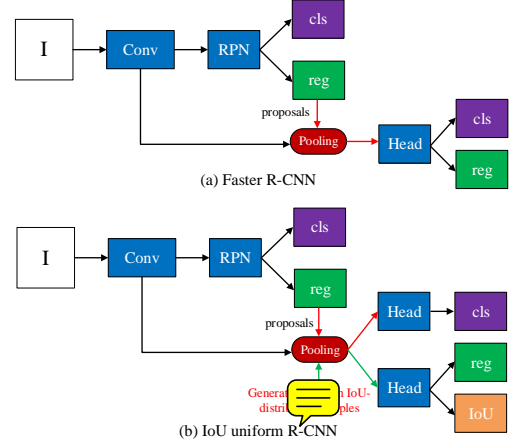 I
Conv
RPN
cls
reg
proposals
Pooling
Head
cls
reg
(a) Faster R-CNN
I
Conv
RPN
cls
reg
proposals
Pooling
Head
cls
Head
reg
IoU
IoU-
(b) IoU uniform R-CNN